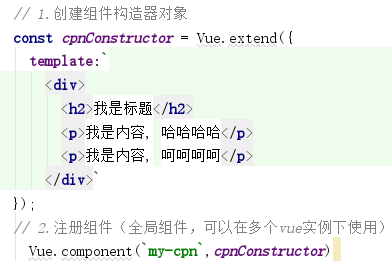 // 1.创建组件构造器对象
const cpnConstructor = Vue.extend({
  template:`
    <div>
      <h2>我是标题</h2>
      <p>我是内容, 哈哈哈哈</p>
      <p>我是内容, 呵呵呵呵</p>
    </div>`
});
// 2.注册组件（全局组件，可以在多个vue实例下使用）
  Vue.component(`my-cpn`,cpnConstructor)